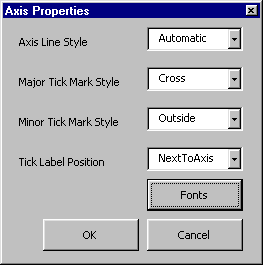 Axis Properties
Axis Line Style Automatic
Major Tick Mark Style Cross
Minor Tick Mark Style Outside
Tick Label Position NextToAxis
Fonts
OK Cancel